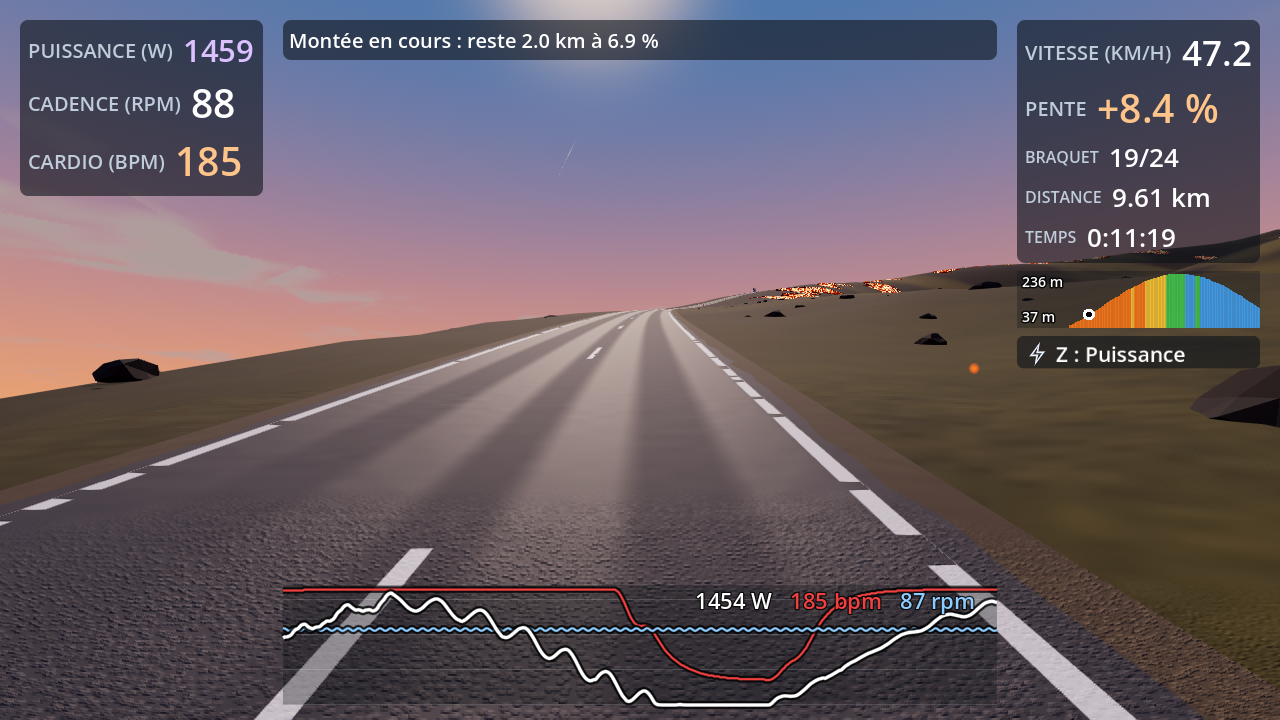 PUISSANCE (W) 1459
CADENCE (RPM) 88
CARDIO (BPM) 185
Montée en cours : reste 2.0 km à 6.9 %
VITESSE (KM/H) 47.2
PENTE +8.4 %
BRAQUET 19/24
DISTANCE 9.61 km
TEMPS 0:11:19
236 m
37 m
Z : Puissance
1454 W 185 bpm 87 rpm